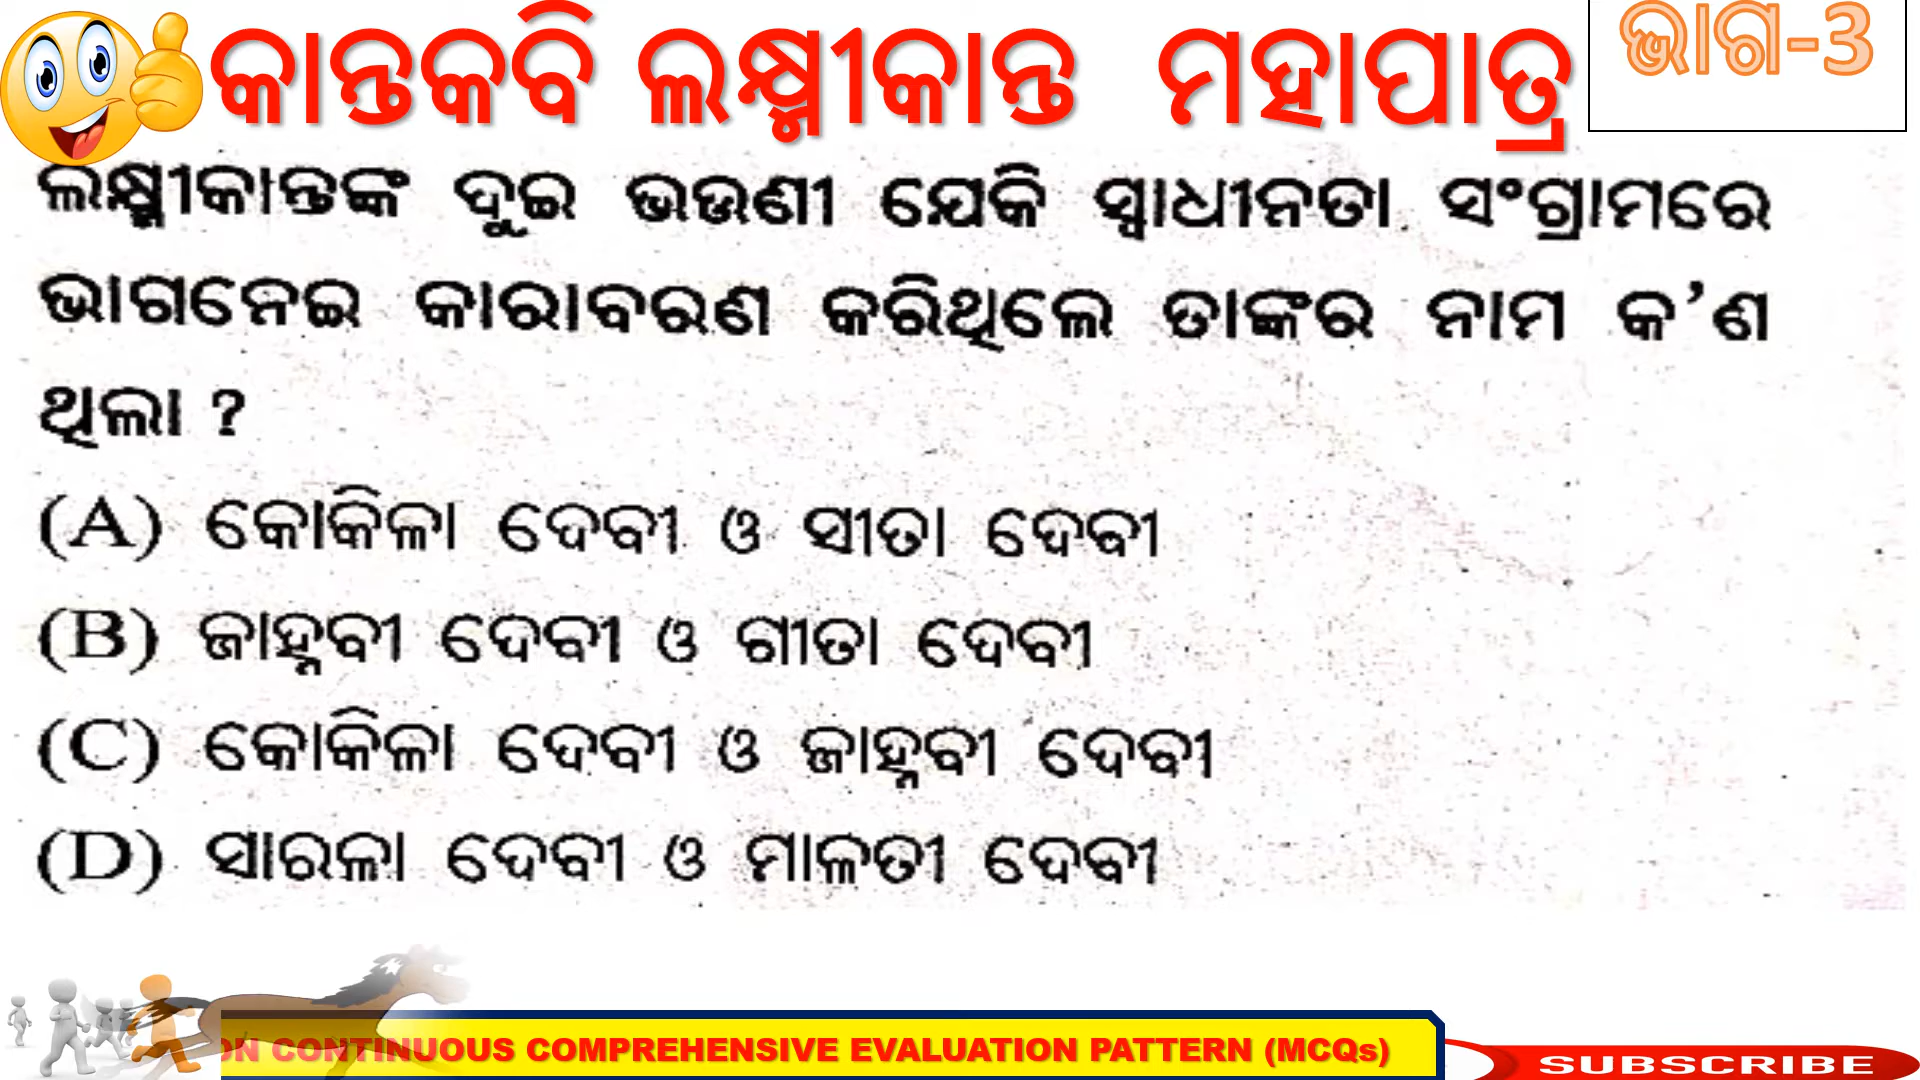 କାନ୍ତକବି ଲକ୍ଷ୍ମୀକାନ୍ତ ମହାପାତ୍ର
ଭାଗ-3
ଲକ୍ଷ୍ମୀକାନ୍ତଙ୍କ ଦୁଇ ଭଉଣୀ ଯେକି ସ୍ୱାଧୀନତା ସଂଗ୍ରାମରେ
ଭାଗନେଇ କାରାବରଣ କରିଥିଲେ ତାଙ୍କର ନାମ କ'ଣ
ଥିଲା ?
(A) କୋକିଳା ଦେବୀ ଓ ସୀତା ଦେବୀ
(B) ଜାହ୍ନବୀ ଦେବୀ ଓ ଗୀତା ଦେବୀ
(C) କୋକିଳା ଦେବୀ ଓ ଜାହ୍ନବୀ ଦେବୀ
(D) ସାରଳା ଦେବୀ ଓ ମାଳତୀ ଦେବୀ
ON CONTINUOUS COMPREHENSIVE EVALUATION PATTERN (MCQs)
SUBSCRIBE